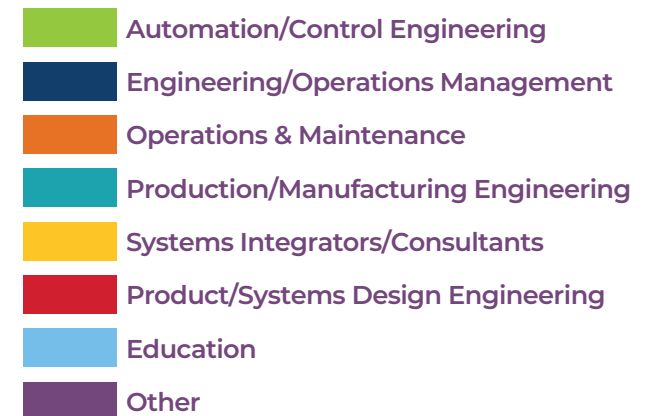 Automation/Control Engineering
Engineering/Operations Management
Operations & Maintenance
Production/Manufacturing Engineering
Systems Integrators/Consultants
Product/Systems Design Engineering
Education
Other